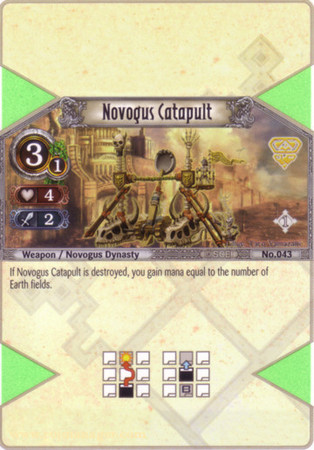 Novogus Catapult
3
1
4
2
1
Weapon / Novogus Dynasty
No.043
If Novogus Catapult is destroyed, you gain mana equal to the number of
Earth fields.
B